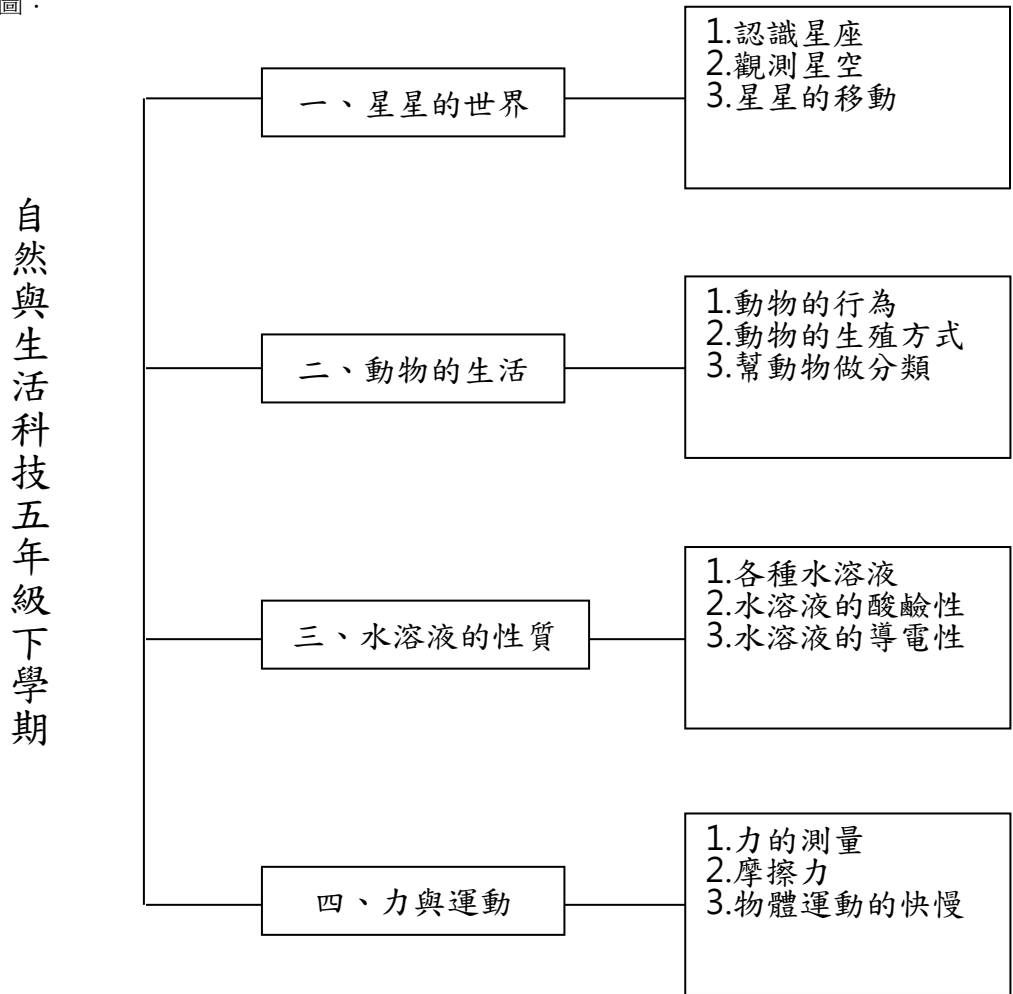 圖：
自然與生活科技五年級下學期
一、星星的世界
1.認識星座
2.觀測星空
3.星星的移動
二、動物的生活
1.動物的行為
2.動物的生殖方式
3.幫動物做分類
三、水溶液的性質
1.各種水溶液
2.水溶液的酸鹼性
3.水溶液的導電性
四、力與運動
1.力的測量
2.摩擦力
3.物體運動的快慢